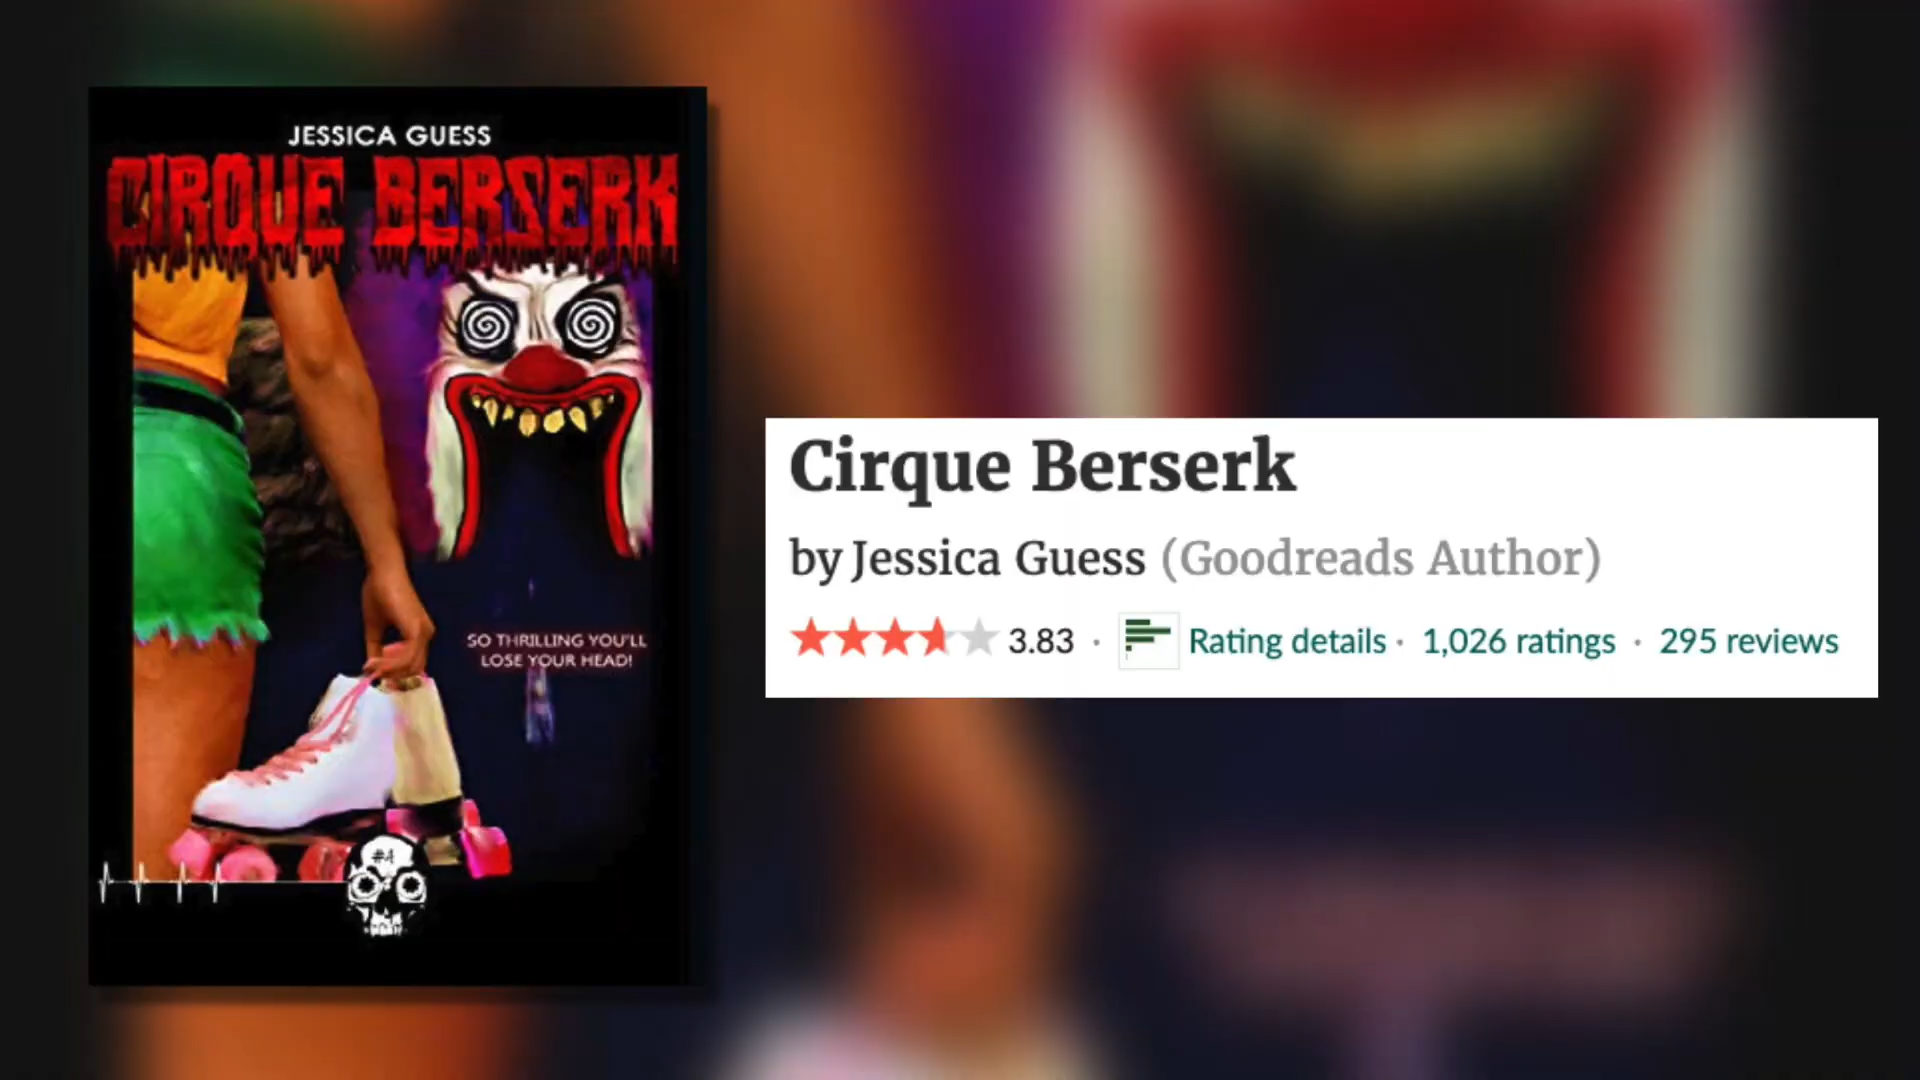 JESSICA GUESS
CIRQUE BERSERK
SO THRILLING YOU'LL
LOSE YOUR HEAD!
#4
Cirque Berserk
by Jessica Guess (Goodreads Author)
3.83 · Rating details · 1,026 ratings · 295 reviews